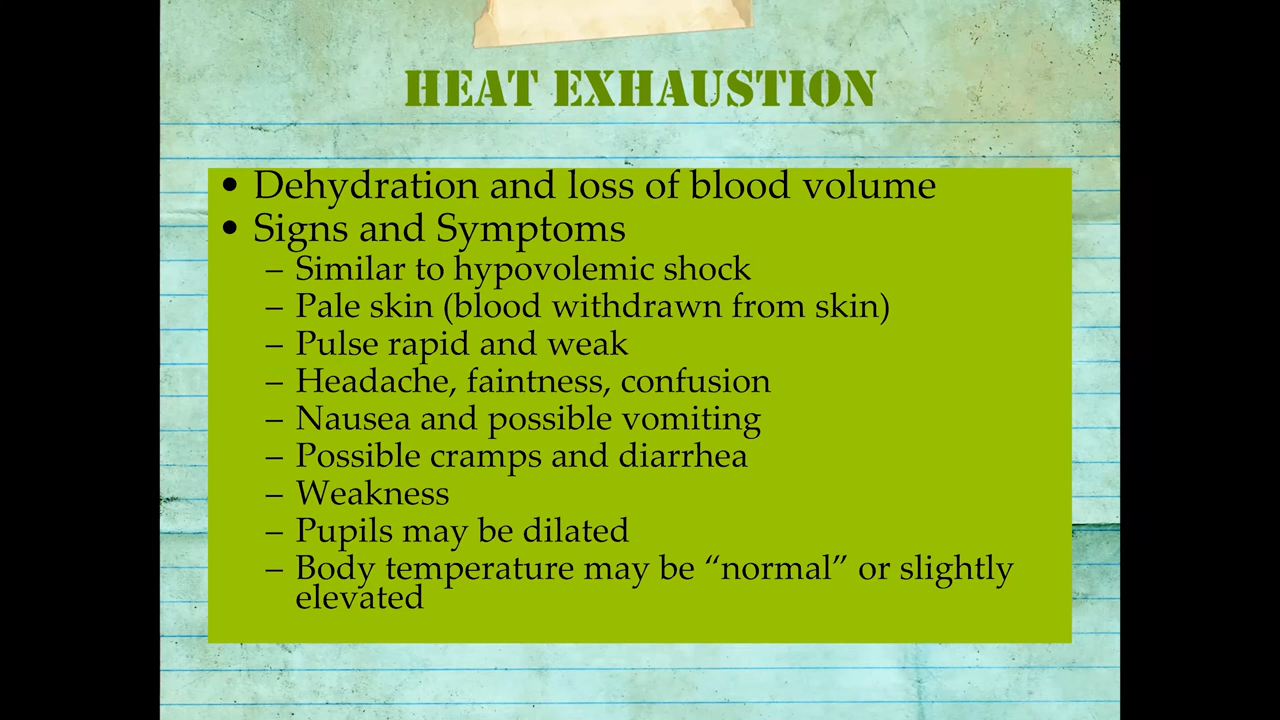 HEAT EXHAUSTION
• Dehydration and loss of blood volume
• Signs and Symptoms
– Similar to hypovolemic shock
– Pale skin (blood withdrawn from skin)
– Pulse rapid and weak
– Headache, faintness, confusion
– Nausea and possible vomiting
– Possible cramps and diarrhea
– Weakness
– Pupils may be dilated
– Body temperature may be “normal” or slightly
elevated